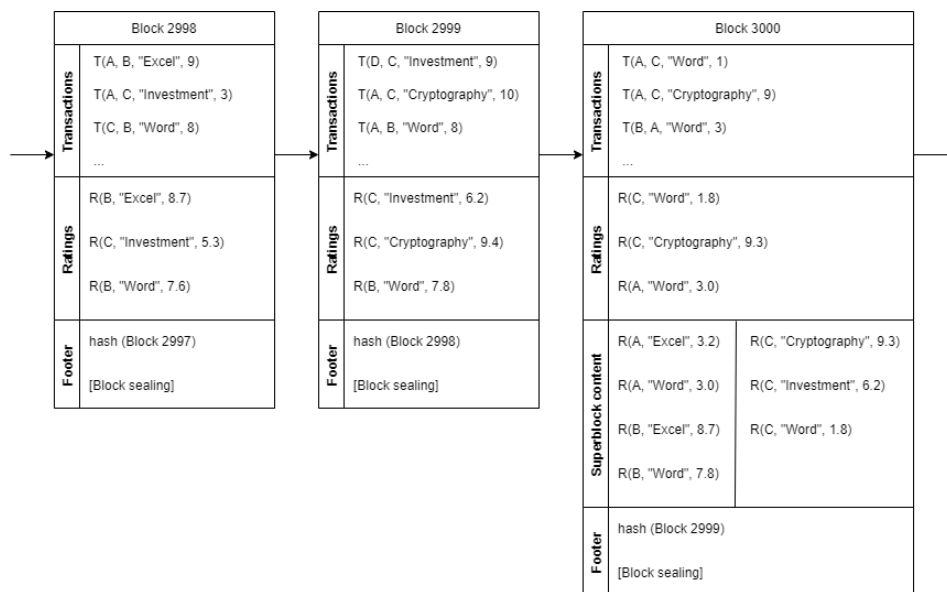 Block 2998
Transactions
T(A, B, "Excel", 9)
T(A, C, "Investment", 3)
T(C, B, "Word", 8)
...
Ratings
R(B, "Excel", 8.7)
R(C, "Investment", 5.3)
R(B, "Word", 7.6)
Footer
hash (Block 2997)
[Block sealing]
Block 2999
Transactions
T(D, C, "Investment", 9)
T(A, C, "Cryptography", 10)
T(A, B, "Word", 8)
...
Ratings
R(C, "Investment", 6.2)
R(C, "Cryptography", 9.4)
R(B, "Word", 7.8)
Footer
hash (Block 2998)
[Block sealing]
Block 3000
Transactions
T(A, C, "Word", 1)
T(A, C, "Cryptography", 9)
T(B, A, "Word", 3)
...
Ratings
R(C, "Word", 1.8)
R(C, "Cryptography", 9.3)
R(A, "Word", 3.0)
Superblock content
R(A, "Excel", 3.2)
R(A, "Word", 3.0)
R(B, "Excel", 8.7)
R(B, "Word", 7.8)
R(C, "Cryptography", 9.3)
R(C, "Investment", 6.2)
R(C, "Word", 1.8)
Footer
hash (Block 2999)
[Block sealing]